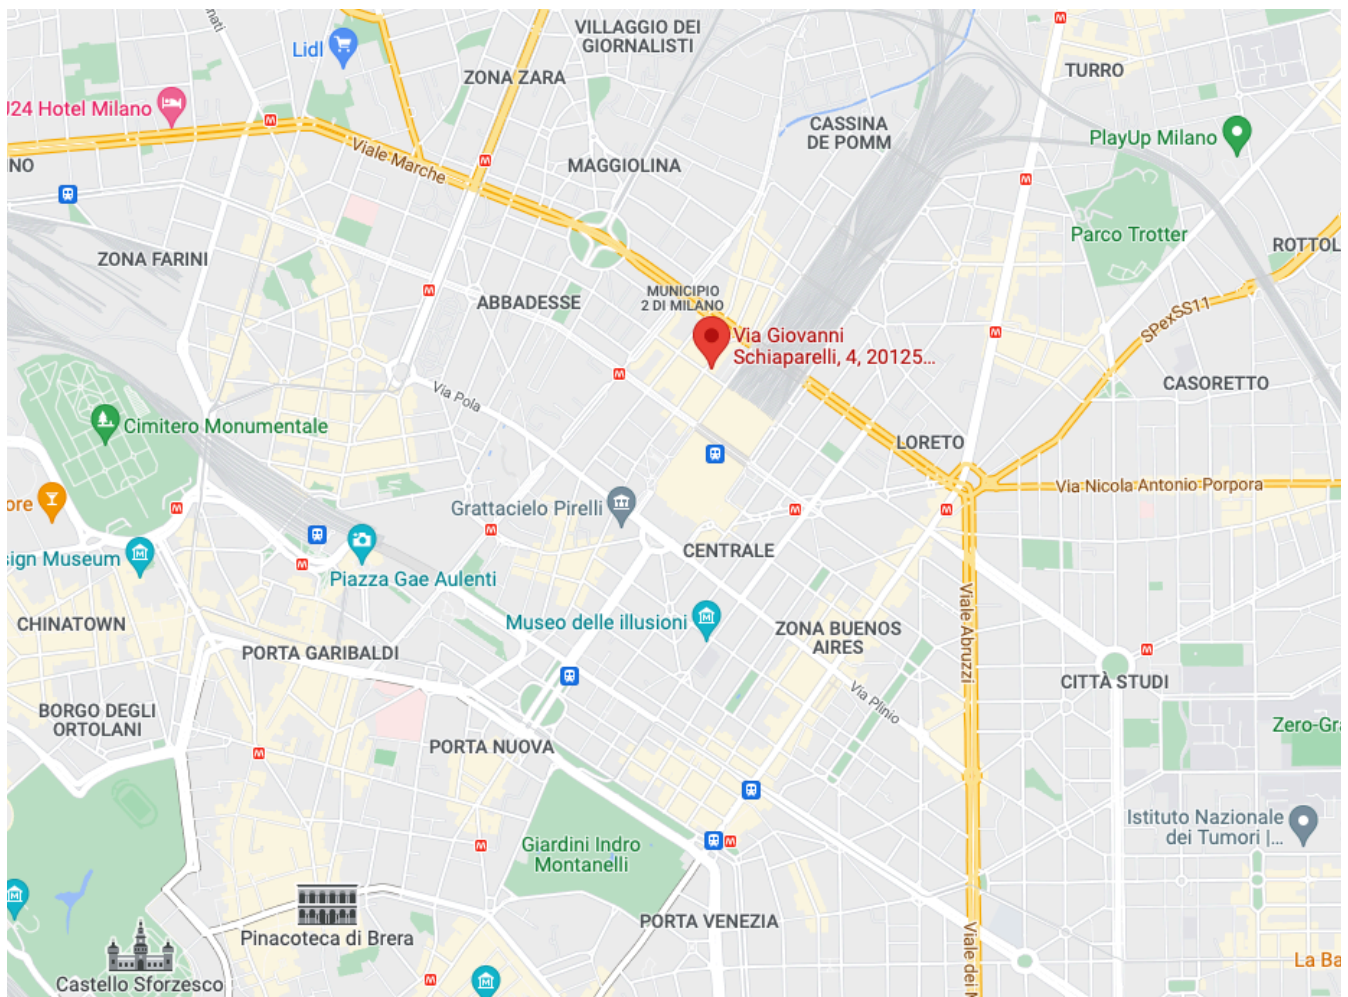 nati
VILLAGGIO DEI
GIORNALISTI
Lidl
ZONA ZARA
TURRO
J24 Hotel Milano
CASSINA
DE POMM
PlayUp Milano
Viale Marche
MAGGIOLINA
NO
Parco Trotter
ROTTOL
ZONA FARINI
ABBADESSE
MUNICIPIO
2 DI MILANO
SPexSS11
Via Giovanni
Schiaparelli, 4, 20125...
Via Pola
CASORETTO
Cimitero Monumentale
LORETO
Via Nicola Antonio Porpora
ore
Grattacielo Pirelli
CENTRALE
sign Museum
Piazza Gae Aulenti
CHINATOWN
Museo delle illusioni
ZONA BUENOS
AIRES
Viale Abruzzi
PORTA GARIBALDI
CITTÀ STUDI
Via Plinio
BORGO DEGLI
ORTOLANI
Zero-Gra
PORTA NUOVA
Istituto Nazionale
dei Tumori |...
Giardini Indro
Montanelli
PORTA VENEZIA
Pinacoteca di Brera
Viale dei M
La Ba
Castello Sforzesco